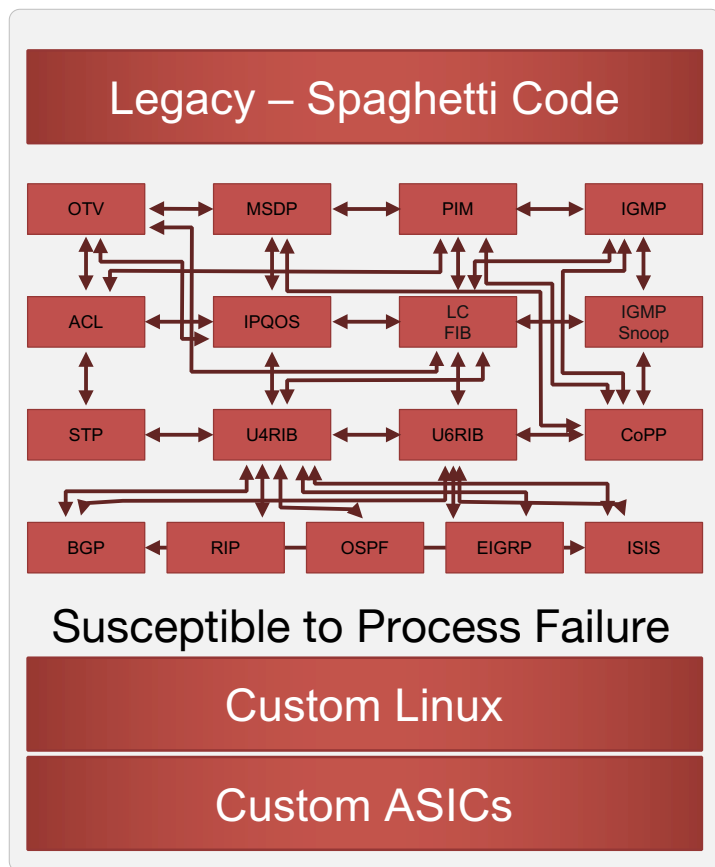 Legacy – Spaghetti Code
OTV
MSDP
PIM
IGMP
ACL
IPQOS
LC
FIB
IGMP
Snoop
STP
U4RIB
U6RIB
CoPP
BGP
RIP
OSPF
EIGRP
ISIS
Susceptible to Process Failure
Custom Linux
Custom ASICs